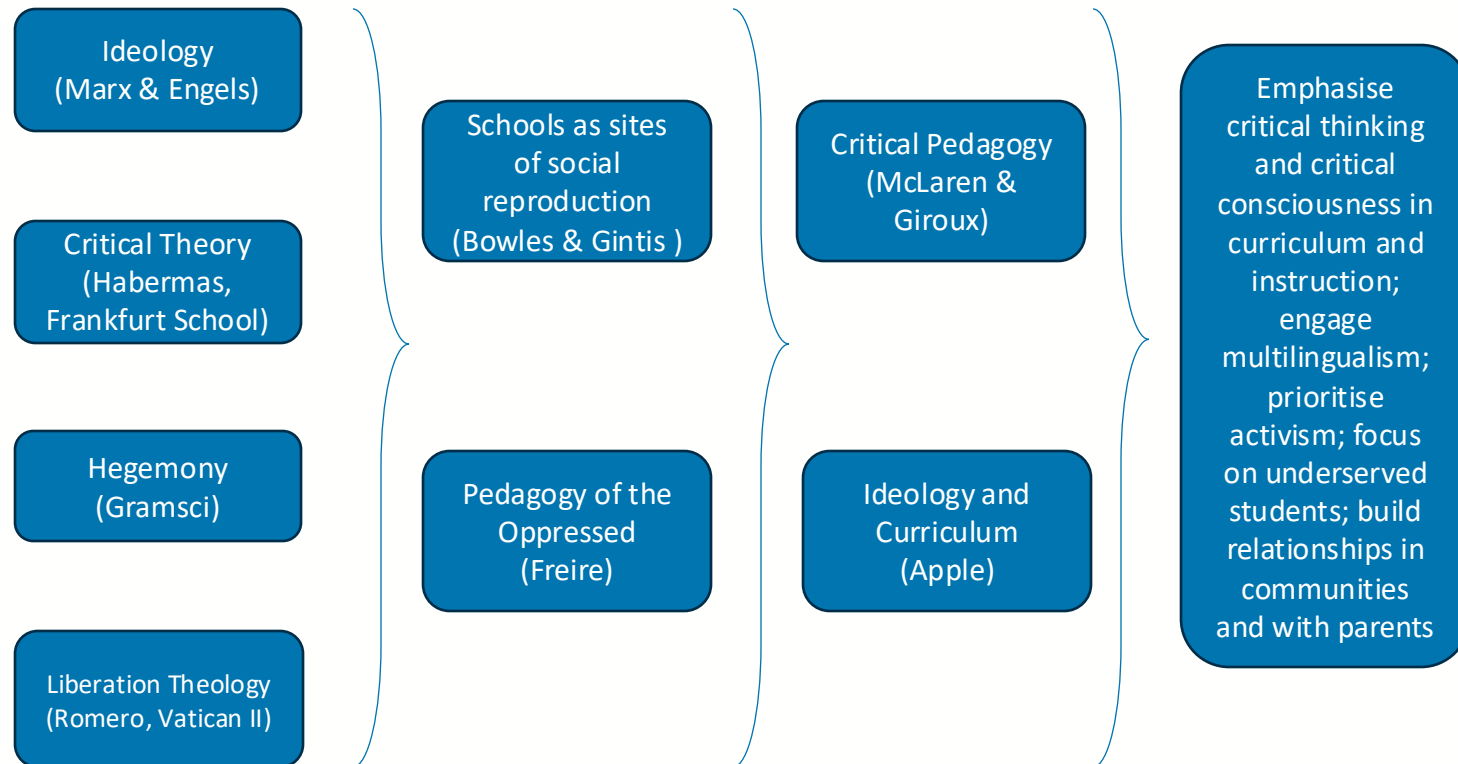 Ideology
(Marx & Engels)
Critical Theory
(Habermas,
Frankfurt School)
Hegemony
(Gramsci)
Liberation Theology
(Romero, Vatican II)
Schools as sites
of social
reproduction
(Bowles & Gintis )
Pedagogy of the
Oppressed
(Freire)
Critical Pedagogy
(McLaren &
Giroux)
Ideology and
Curriculum
(Apple)
Emphasise
critical thinking
and critical
consciousness in
curriculum and
instruction;
engage
multilingualism;
prioritise
activism; focus
on underserved
students; build
relationships in
communities
and with parents